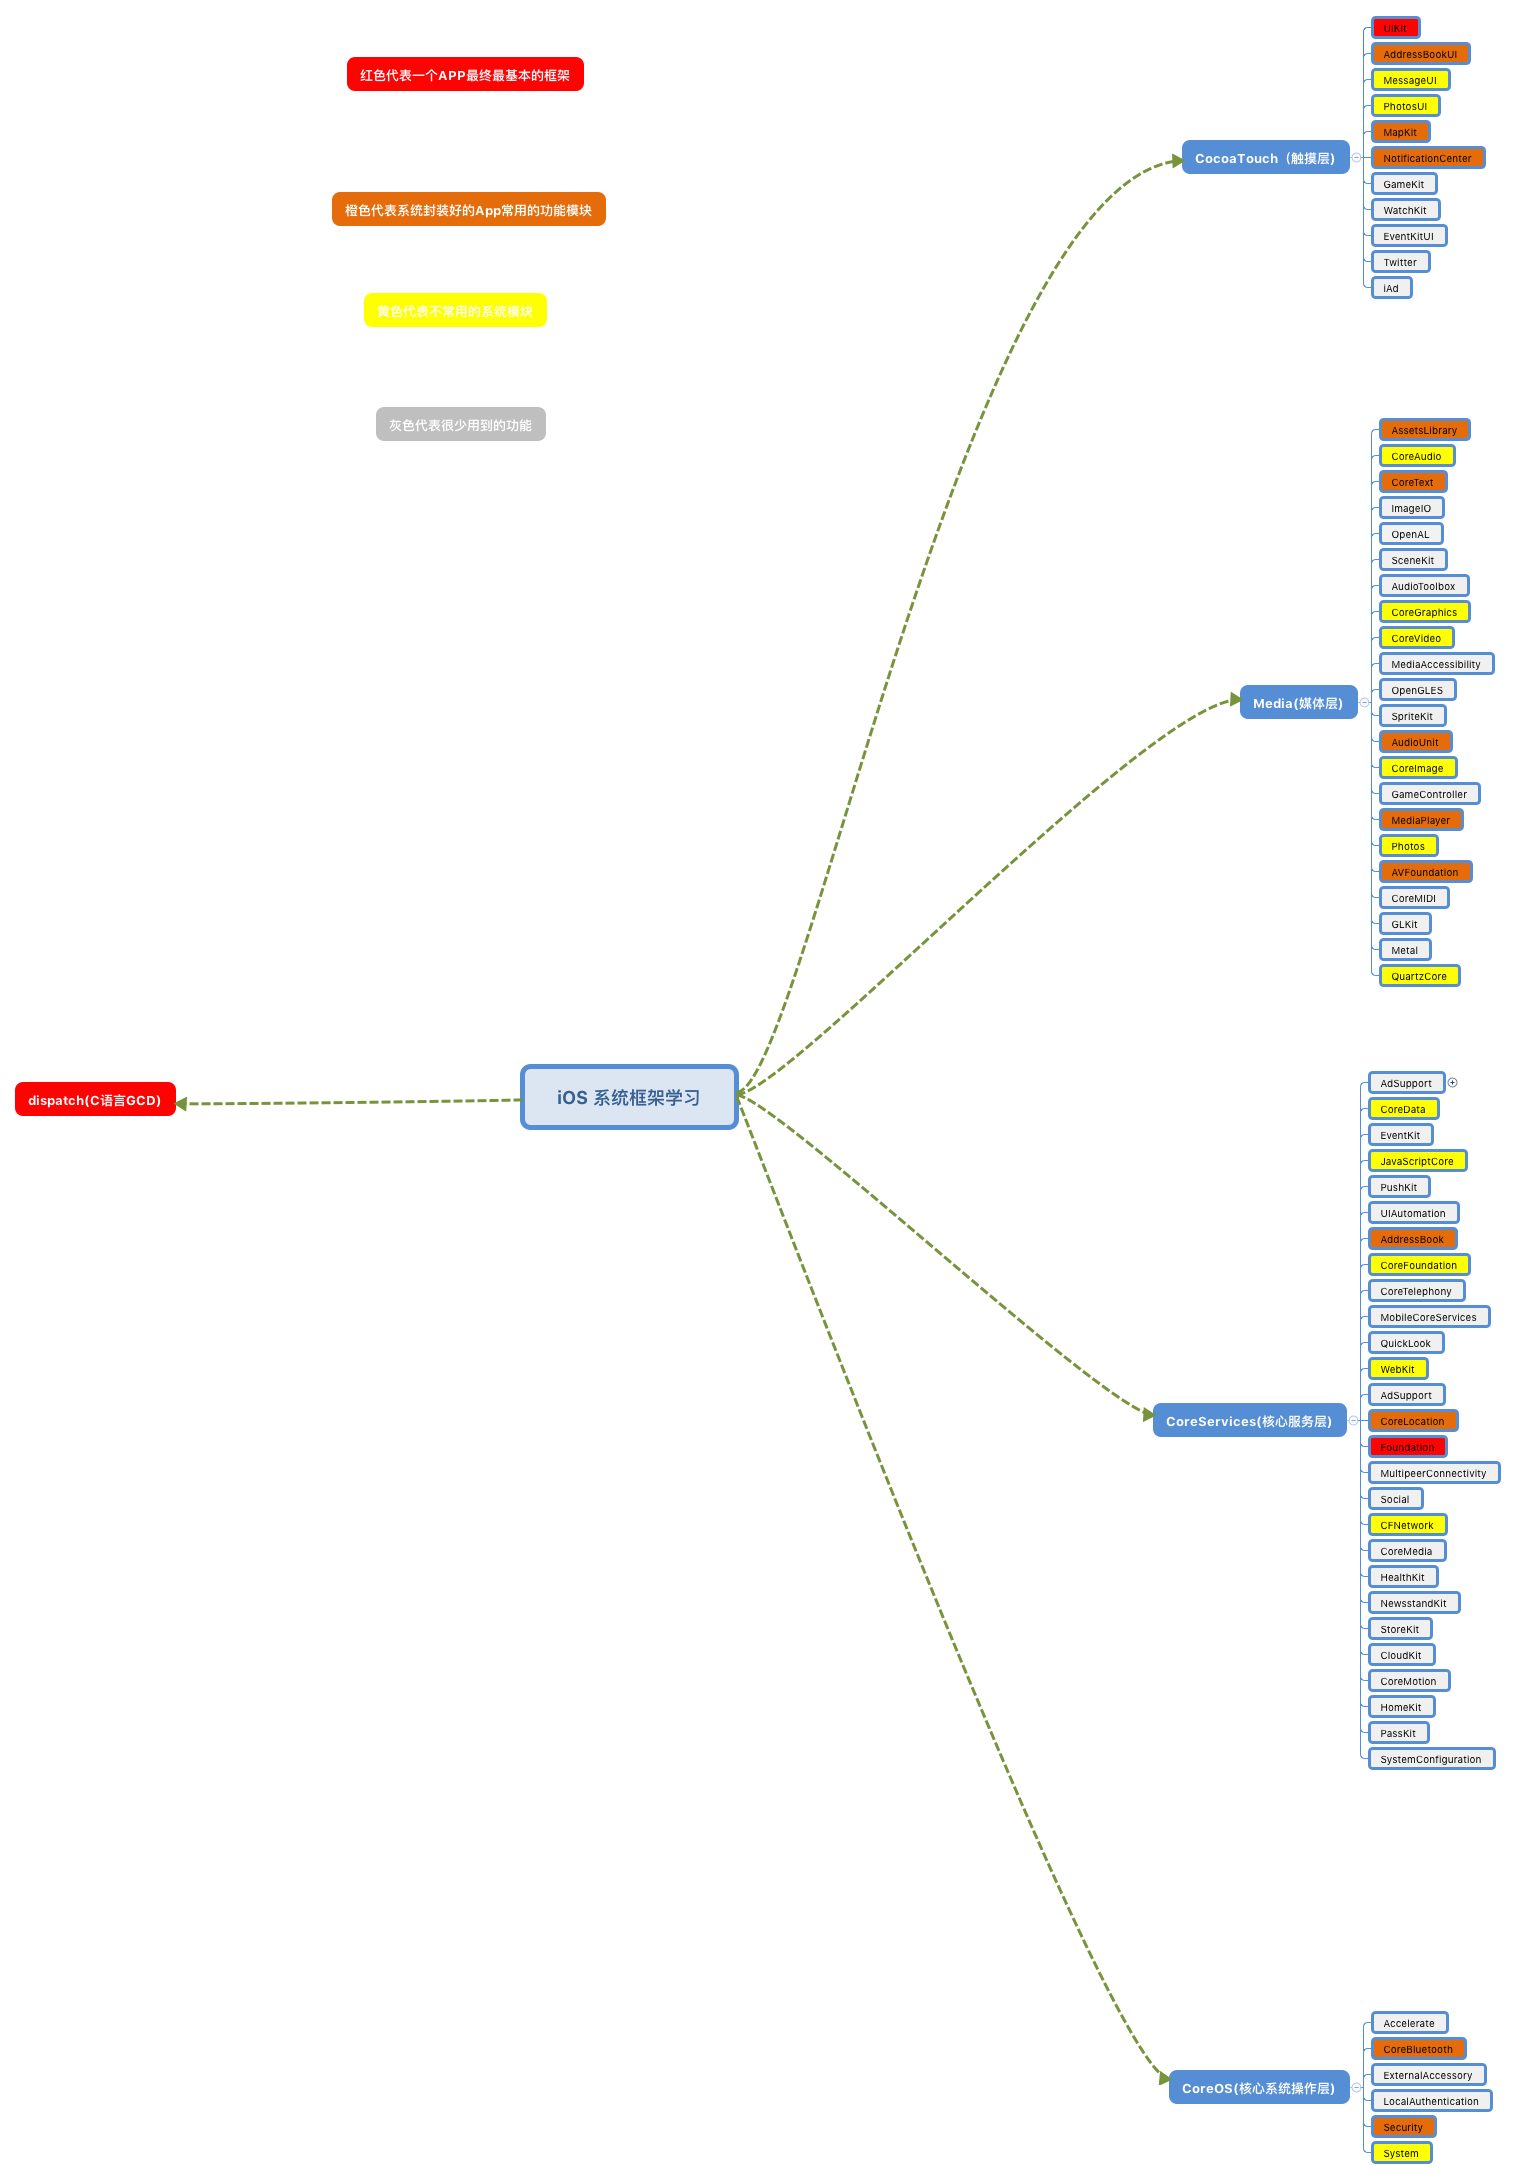 红色代表一个APP最终最基本的框架
橙色代表系统封装好的App常用的功能模块
黄色代表不常用的系统模块
灰色代表很少用到的功能
dispatch(C语言GCD)
iOS 系统框架学习
CocoaTouch（触摸层)
UIKit
AddressBookUI
MessageUI
PhotosUI
MapKit
NotificationCenter
GameKit
WatchKit
EventKitUI
Twitter
iAd
Media(媒体层)
AssetsLibrary
CoreAudio
CoreText
ImageIO
OpenAL
SceneKit
AudioToolbox
CoreGraphics
CoreVideo
MediaAccessibility
OpenGLES
SpriteKit
AudioUnit
CoreImage
GameController
MediaPlayer
Photos
AVFoundation
CoreMIDI
GLKit
Metal
QuartzCore
CoreServices(核心服务层)
AdSupport
CoreData
EventKit
JavaScriptCore
PushKit
UIAutomation
AddressBook
CoreFoundation
CoreTelephony
MobileCoreServices
QuickLook
WebKit
AdSupport
CoreLocation
Foundation
MultipeerConnectivity
Social
CFNetwork
CoreMedia
HealthKit
NewsstandKit
StoreKit
CloudKit
CoreMotion
HomeKit
PassKit
SystemConfiguration
CoreOS(核心系统操作层)
Accelerate
CoreBluetooth
ExternalAccessory
LocalAuthentication
Security
System